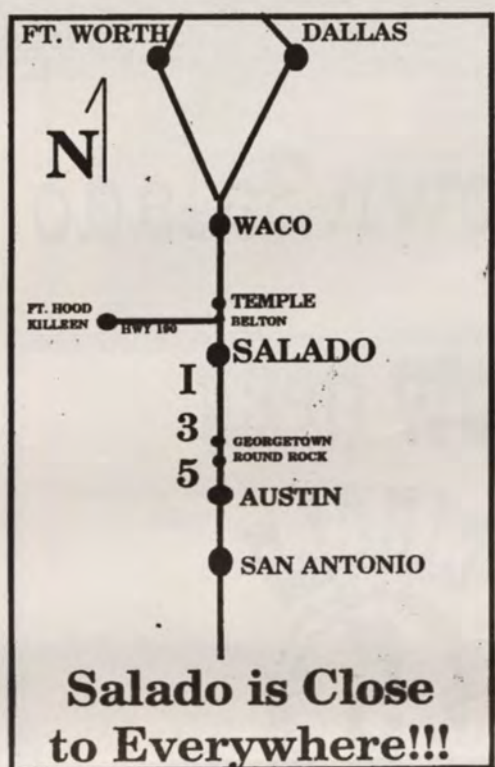 FT. WORTH
DALLAS
N
WACO
TEMPLE
FT. HOOD
KILLEEN
HWY 190
BELTON
SALADO
I
3
5
GEORGETOWN
ROUND ROCK
AUSTIN
SAN ANTONIO
Salado is Close
to Everywhere!!!